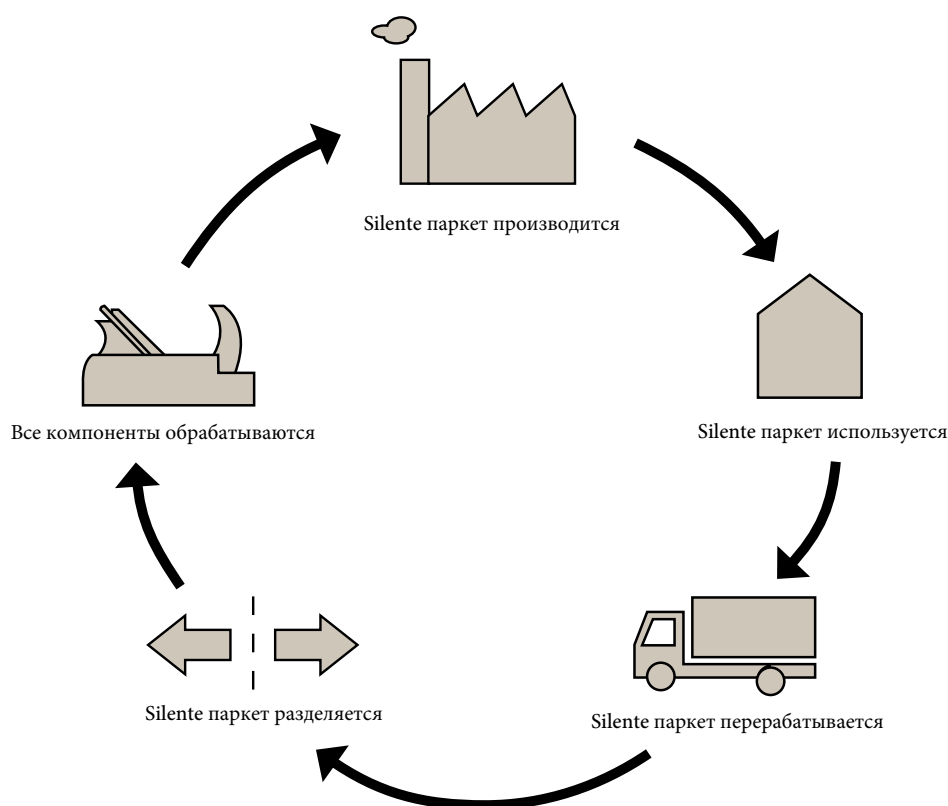 Silente паркет производится
Все компоненты обрабатываются
Silente паркет используется
Silente паркет разделяется
Silente паркет перерабатывается